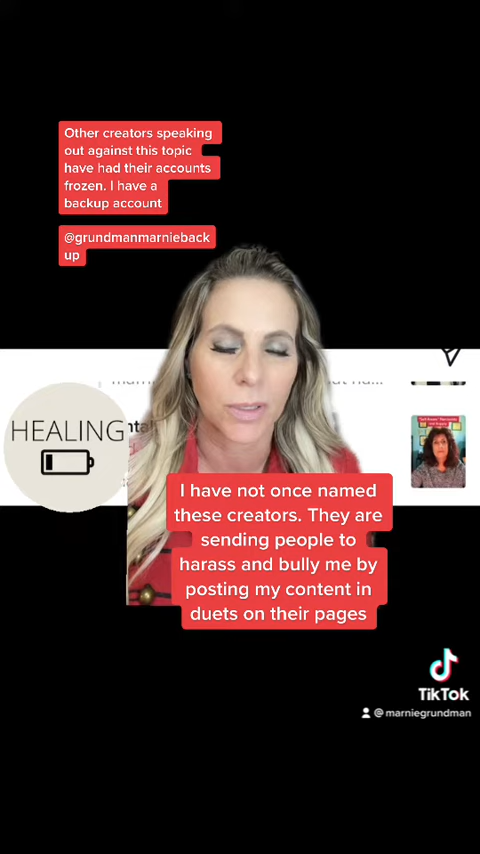 Other creators speaking
out against this topic
have had their accounts
frozen. I have a
backup account
@grundmanmarnieback
up
HEALING
I have not once named
these creators. They are
sending people to
harass and bully me by
posting my content in
duets on their pages
TikTok
@marniegrundman